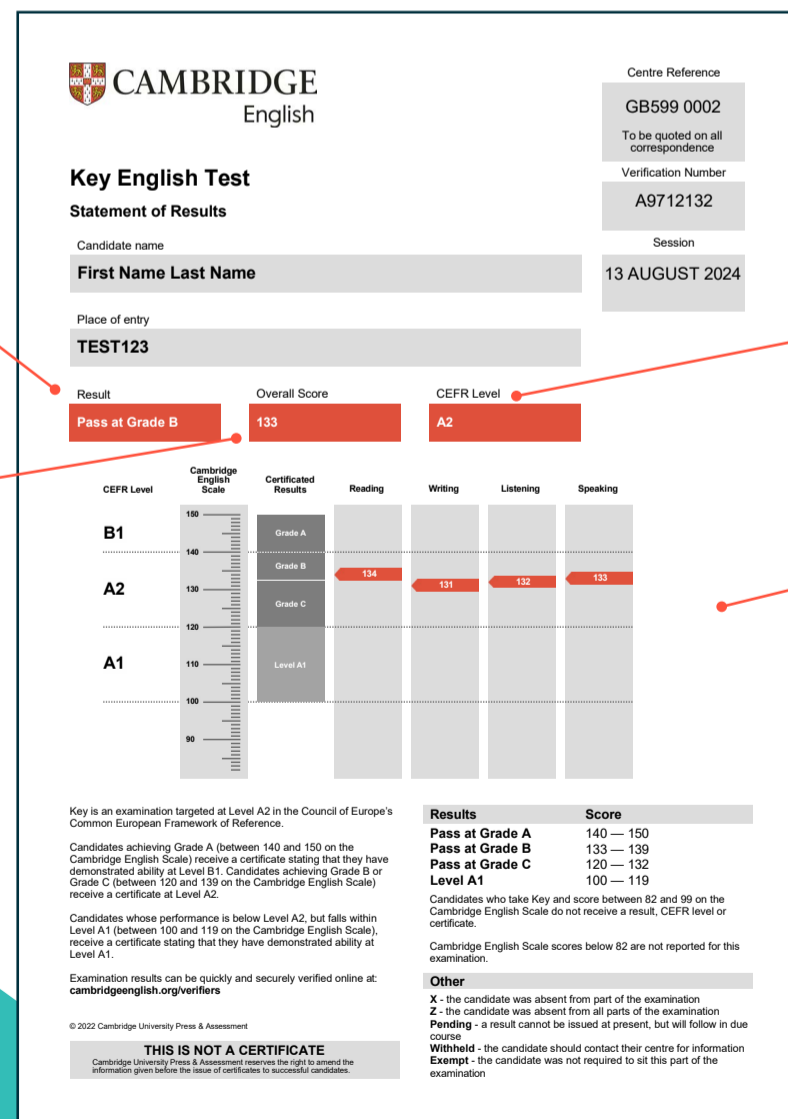 CAMBRIDGE
English
Centre Reference
GB599 0002
To be quoted on all
correspondence
Verification Number
A9712132
Session
13 AUGUST 2024
Key English Test
Statement of Results
Candidate name
First Name Last Name
Place of entry
TEST123
Result
Overall Score
CEFR Level
Pass at Grade B
133
A2
CEFR Level
Cambridge
English
Scale
Certificated
Results
Reading
Writing
Listening
Speaking
150
B1
Grade A
140
Grade B
134
131
132
133
A2
130
Grade C
120
A1
110
Level A1
100
90
Key is an examination targeted at Level A2 in the Council of Europe's
Common European Framework of Reference.
Candidates achieving Grade A (between 140 and 150 on the
Cambridge English Scale) receive a certificate stating that they have
demonstrated ability at Level B1. Candidates achieving Grade B or
Grade C (between 120 and 139 on the Cambridge English Scale)
receive a certificate at Level A2.
Candidates whose performance is below Level A2, but falls within
Level A1 (between 100 and 119 on the Cambridge English Scale),
receive a certificate stating that they have demonstrated ability at
Level A1.
Examination results can be quickly and securely verified online at:
cambridgeenglish.org/verifiers
© 2022 Cambridge University Press & Assessment
THIS IS NOT A CERTIFICATE
Cambridge University Press & Assessment reserves the right to amend the
information given before the issue of certificates to successful candidates.
Results Score
Pass at Grade A 140 — 150
Pass at Grade B 133 — 139
Pass at Grade C 120 — 132
Level A1 100 — 119
Candidates who take Key and score between 82 and 99 on the
Cambridge English Scale do not receive a result, CEFR level or
certificate.
Cambridge English Scale scores below 82 are not reported for this
examination.
Other
X - the candidate was absent from part of the examination
Z - the candidate was absent from all parts of the examination
Pending - a result cannot be issued at present, but will follow in due
course
Withheld - the candidate should contact their centre for information
Exempt - the candidate was not required to sit this part of the
examination